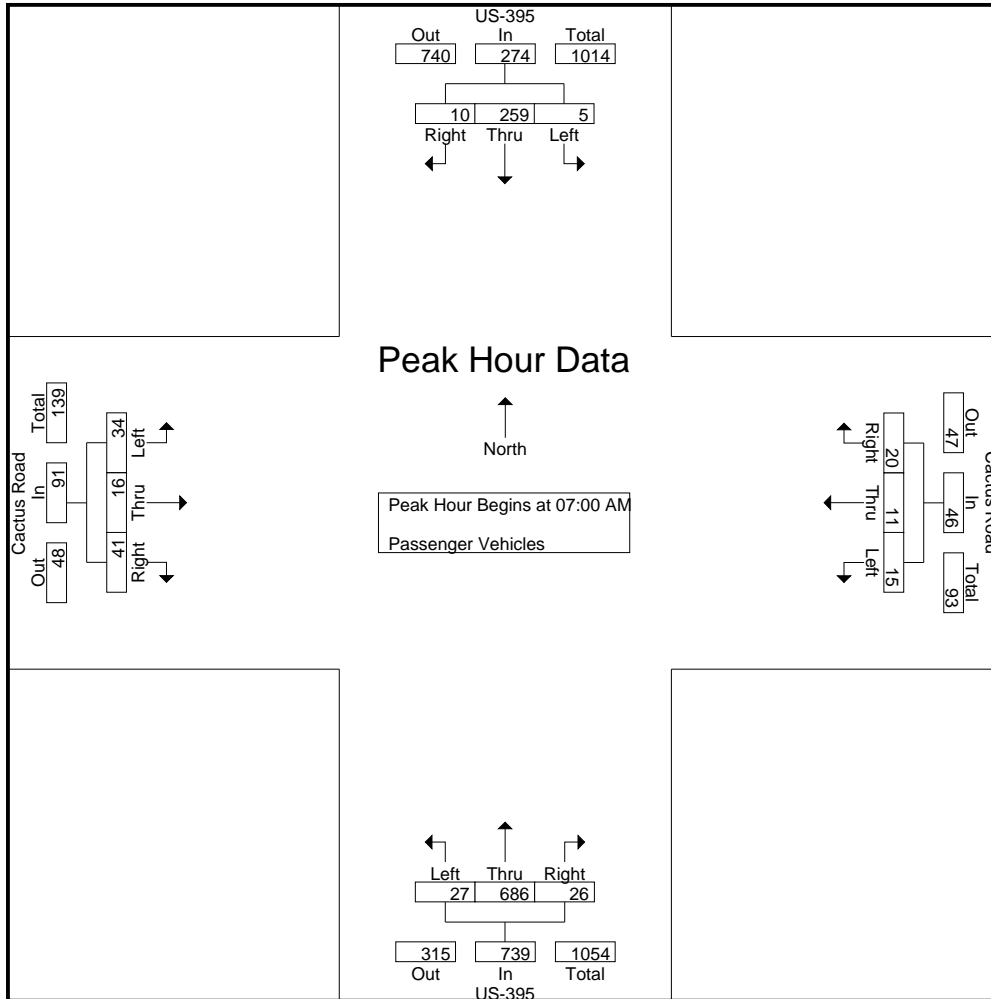 US-395
Out In Total
740 274 1014
10 259 5
Right Thru Left
Peak Hour Data
North
Peak Hour Begins at 07:00 AM
Passenger Vehicles
Cactus Road
Total In Out
139 91 48
34 16 41
Left Thru Right
Cactus Road
Out In Total
47 46 93
20 11 15
Right Thru Left
Left Thru Right
27 686 26
315 739 1054
Out In Total
US-395